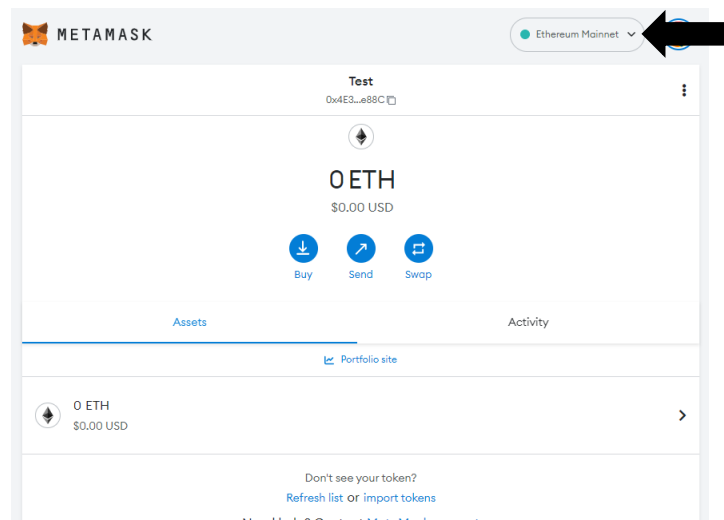 METAMASK
Ethereum Mainnet
Test
0x4E3...e88C
0 ETH
$0.00 USD
Buy Send Swap
Assets Activity
Portfolio site
0 ETH
$0.00 USD
Don't see your token?
Refresh list or import tokens